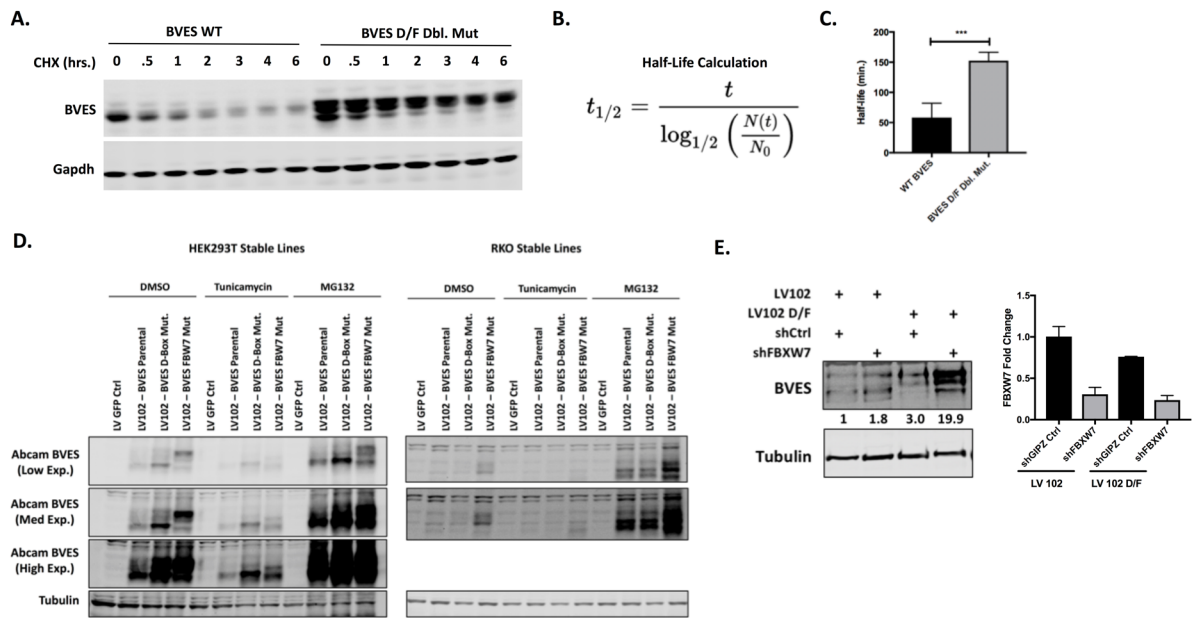 A.
BVES WT
BVES D/F Dbl. Mut
CHX (hrs.)
0 .5 1 2 3 4 6 0 .5 1 2 3 4 6
BVES
Gapdh
B.
Half-Life Calculation
t1/2 = t / log1/2 (N(t) / N0)
C.
Half-life (min.)
200
150
100
50
0
***
WT BVES
BVES D/F Dbl. Mut.
D.
HEK293T Stable Lines
RKO Stable Lines
DMSO
Tunicamycin
MG132
DMSO
Tunicamycin
MG132
LV GFP Ctrl
LV102 – BVES Parental
LV102 – BVES D-Box Mut.
LV102 – BVES FBW7 Mut
LV GFP Ctrl
LV102 – BVES Parental
LV102 – BVES D-Box Mut.
LV102 – BVES FBW7 Mut
LV GFP Ctrl
LV102 – BVES Parental
LV102 – BVES D-Box Mut.
LV102 – BVES FBW7 Mut
LV GFP Ctrl
LV102 – BVES Parental
LV102 – BVES D-Box Mut.
LV102 – BVES FBW7 Mut
LV GFP Ctrl
LV102 – BVES Parental
LV102 – BVES D-Box Mut.
LV102 – BVES FBW7 Mut
LV GFP Ctrl
LV102 – BVES Parental
LV102 – BVES D-Box Mut.
LV102 – BVES FBW7 Mut
Abcam BVES
(Low Exp.)
Abcam BVES
(Med Exp.)
Abcam BVES
(High Exp.)
Tubulin
E.
LV102 + +
LV102 D/F + +
shCtrl + +
shFBXW7 + +
BVES
1 1.8 3.0 19.9
Tubulin
FBXW7 Fold Change
1.5
1.0
0.5
0.0
shGIPZ Ctrl
shFBXW7
shGIPZ Ctrl
shFBXW7
LV 102
LV 102 D/F